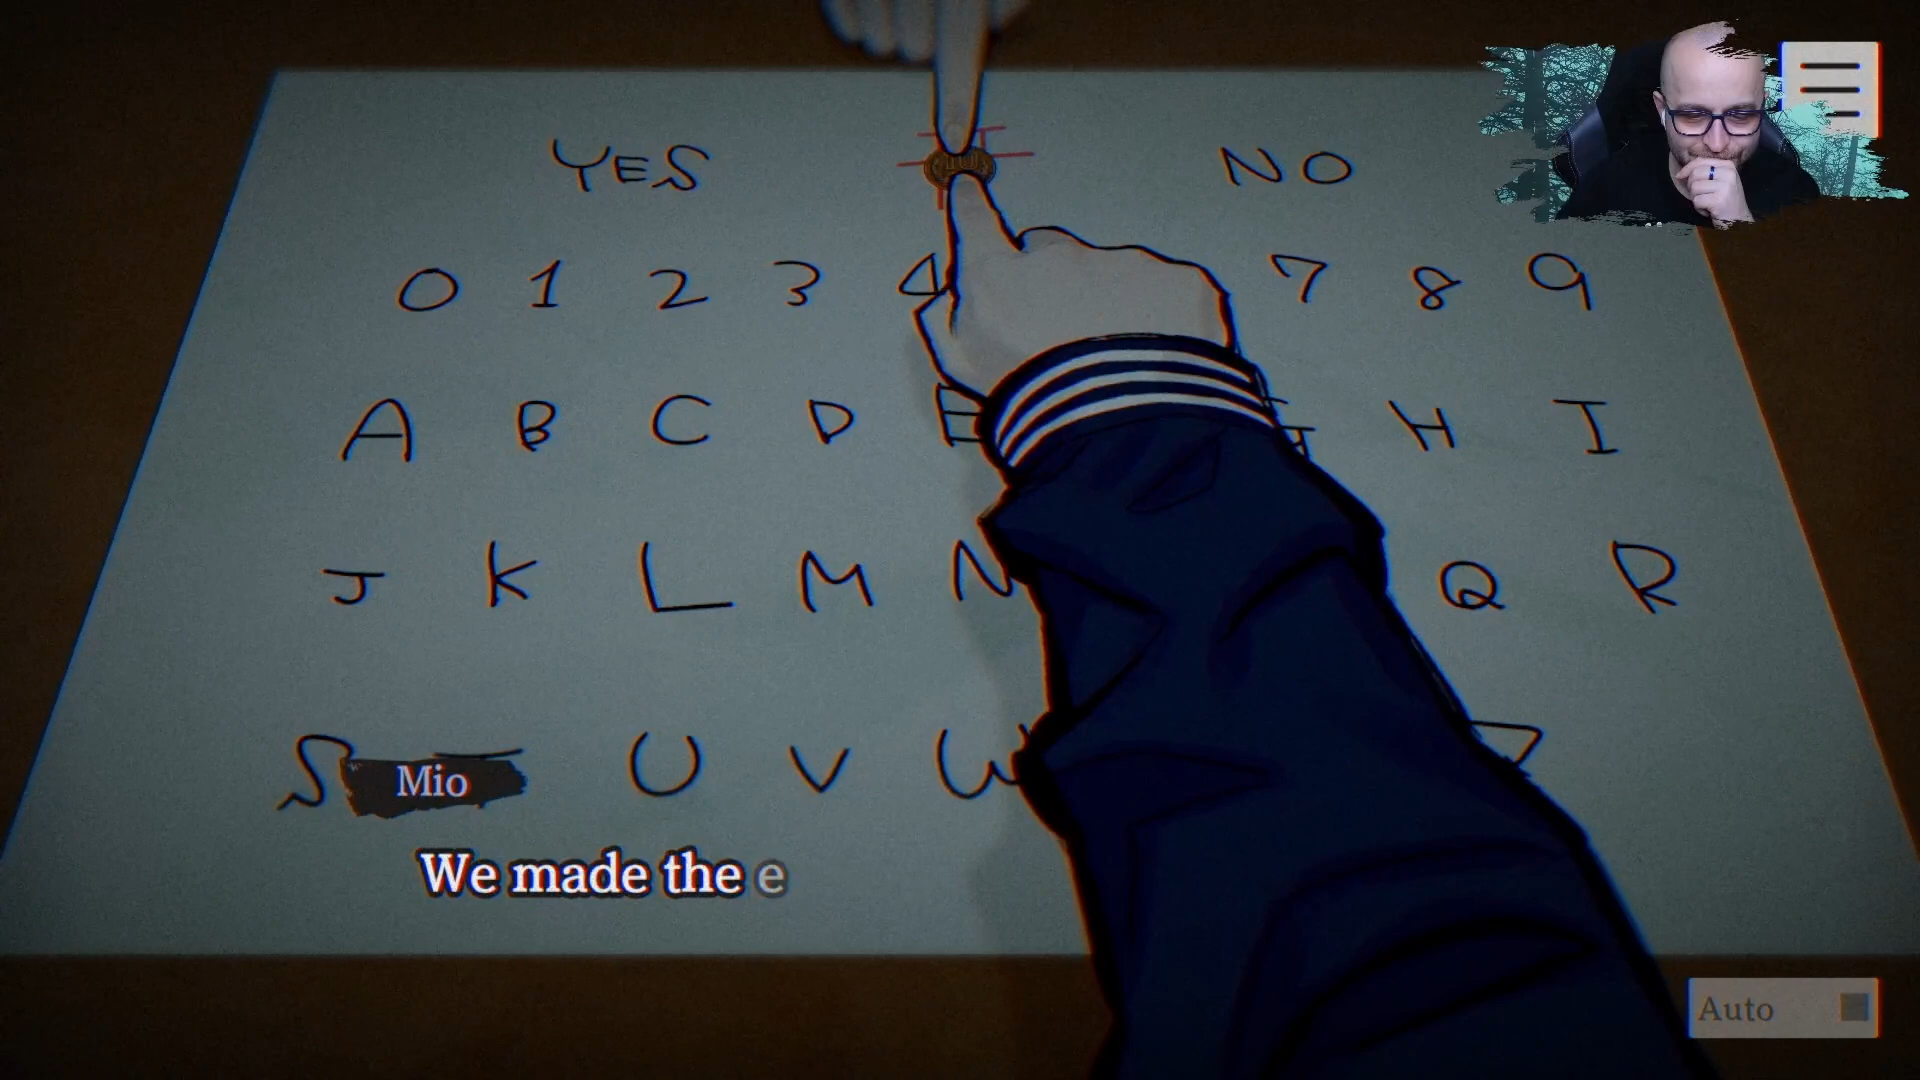 YES NO
0 1 2 3 4 7 8 9
A B C D E H I
J K L M N Q R
S U V W Z
Mio
We made the e
Auto